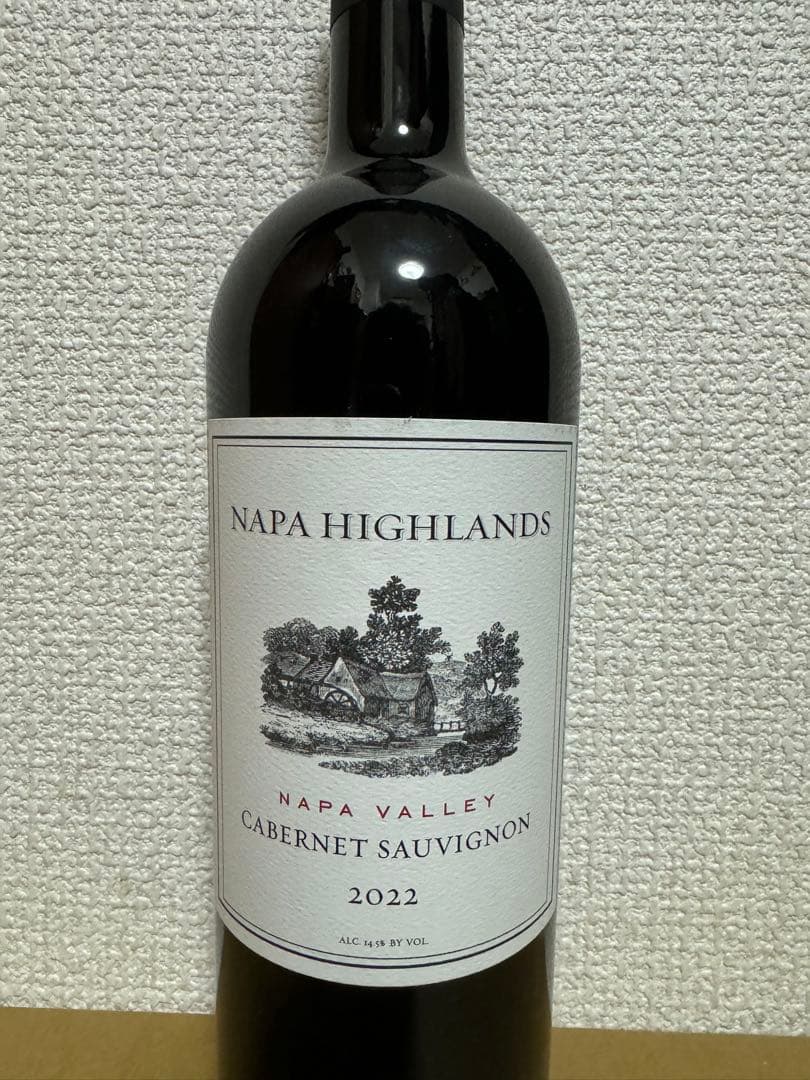 NAPA HIGHLANDS
NAPA VALLEY
CABERNET SAUVIGNON
2022
ALC. 14.5% BY VOL.